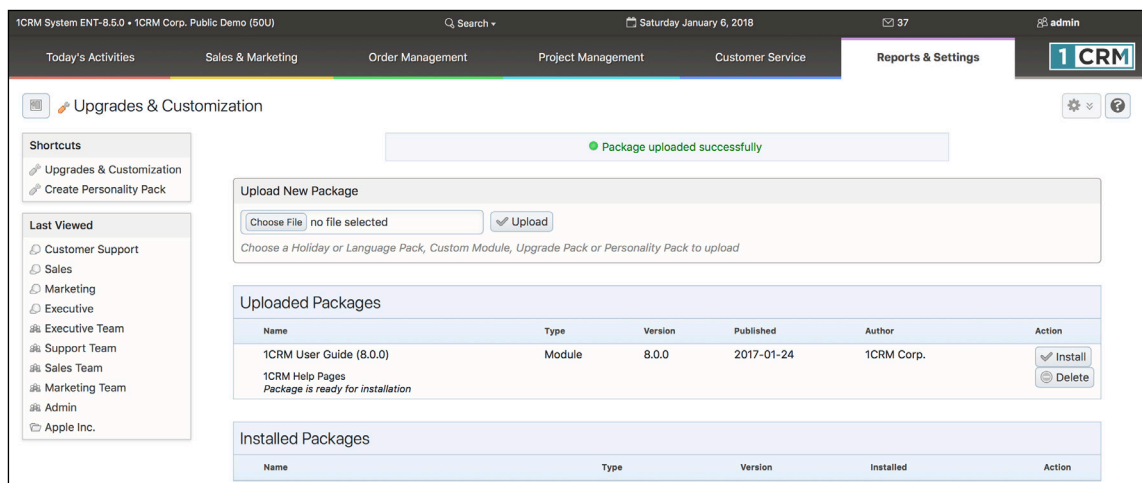 1CRM System ENT-8.5.0 • 1CRM Corp. Public Demo (50U) Search Saturday January 6, 2018 37 admin
Today's Activities Sales & Marketing Order Management Project Management Customer Service Reports & Settings 1 CRM
Upgrades & Customization
Shortcuts
Upgrades & Customization
Create Personality Pack
Last Viewed
Customer Support
Sales
Marketing
Executive
Executive Team
Support Team
Sales Team
Marketing Team
Admin
Apple Inc.
Package uploaded successfully
Upload New Package
Choose File no file selected Upload
Choose a Holiday or Language Pack, Custom Module, Upgrade Pack or Personality Pack to upload
Uploaded Packages
Name Type Version Published Author Action
1CRM User Guide (8.0.0) Module 8.0.0 2017-01-24 1CRM Corp. Install
1CRM Help Pages
Package is ready for installation
Delete
Installed Packages
Name Type Version Installed Action